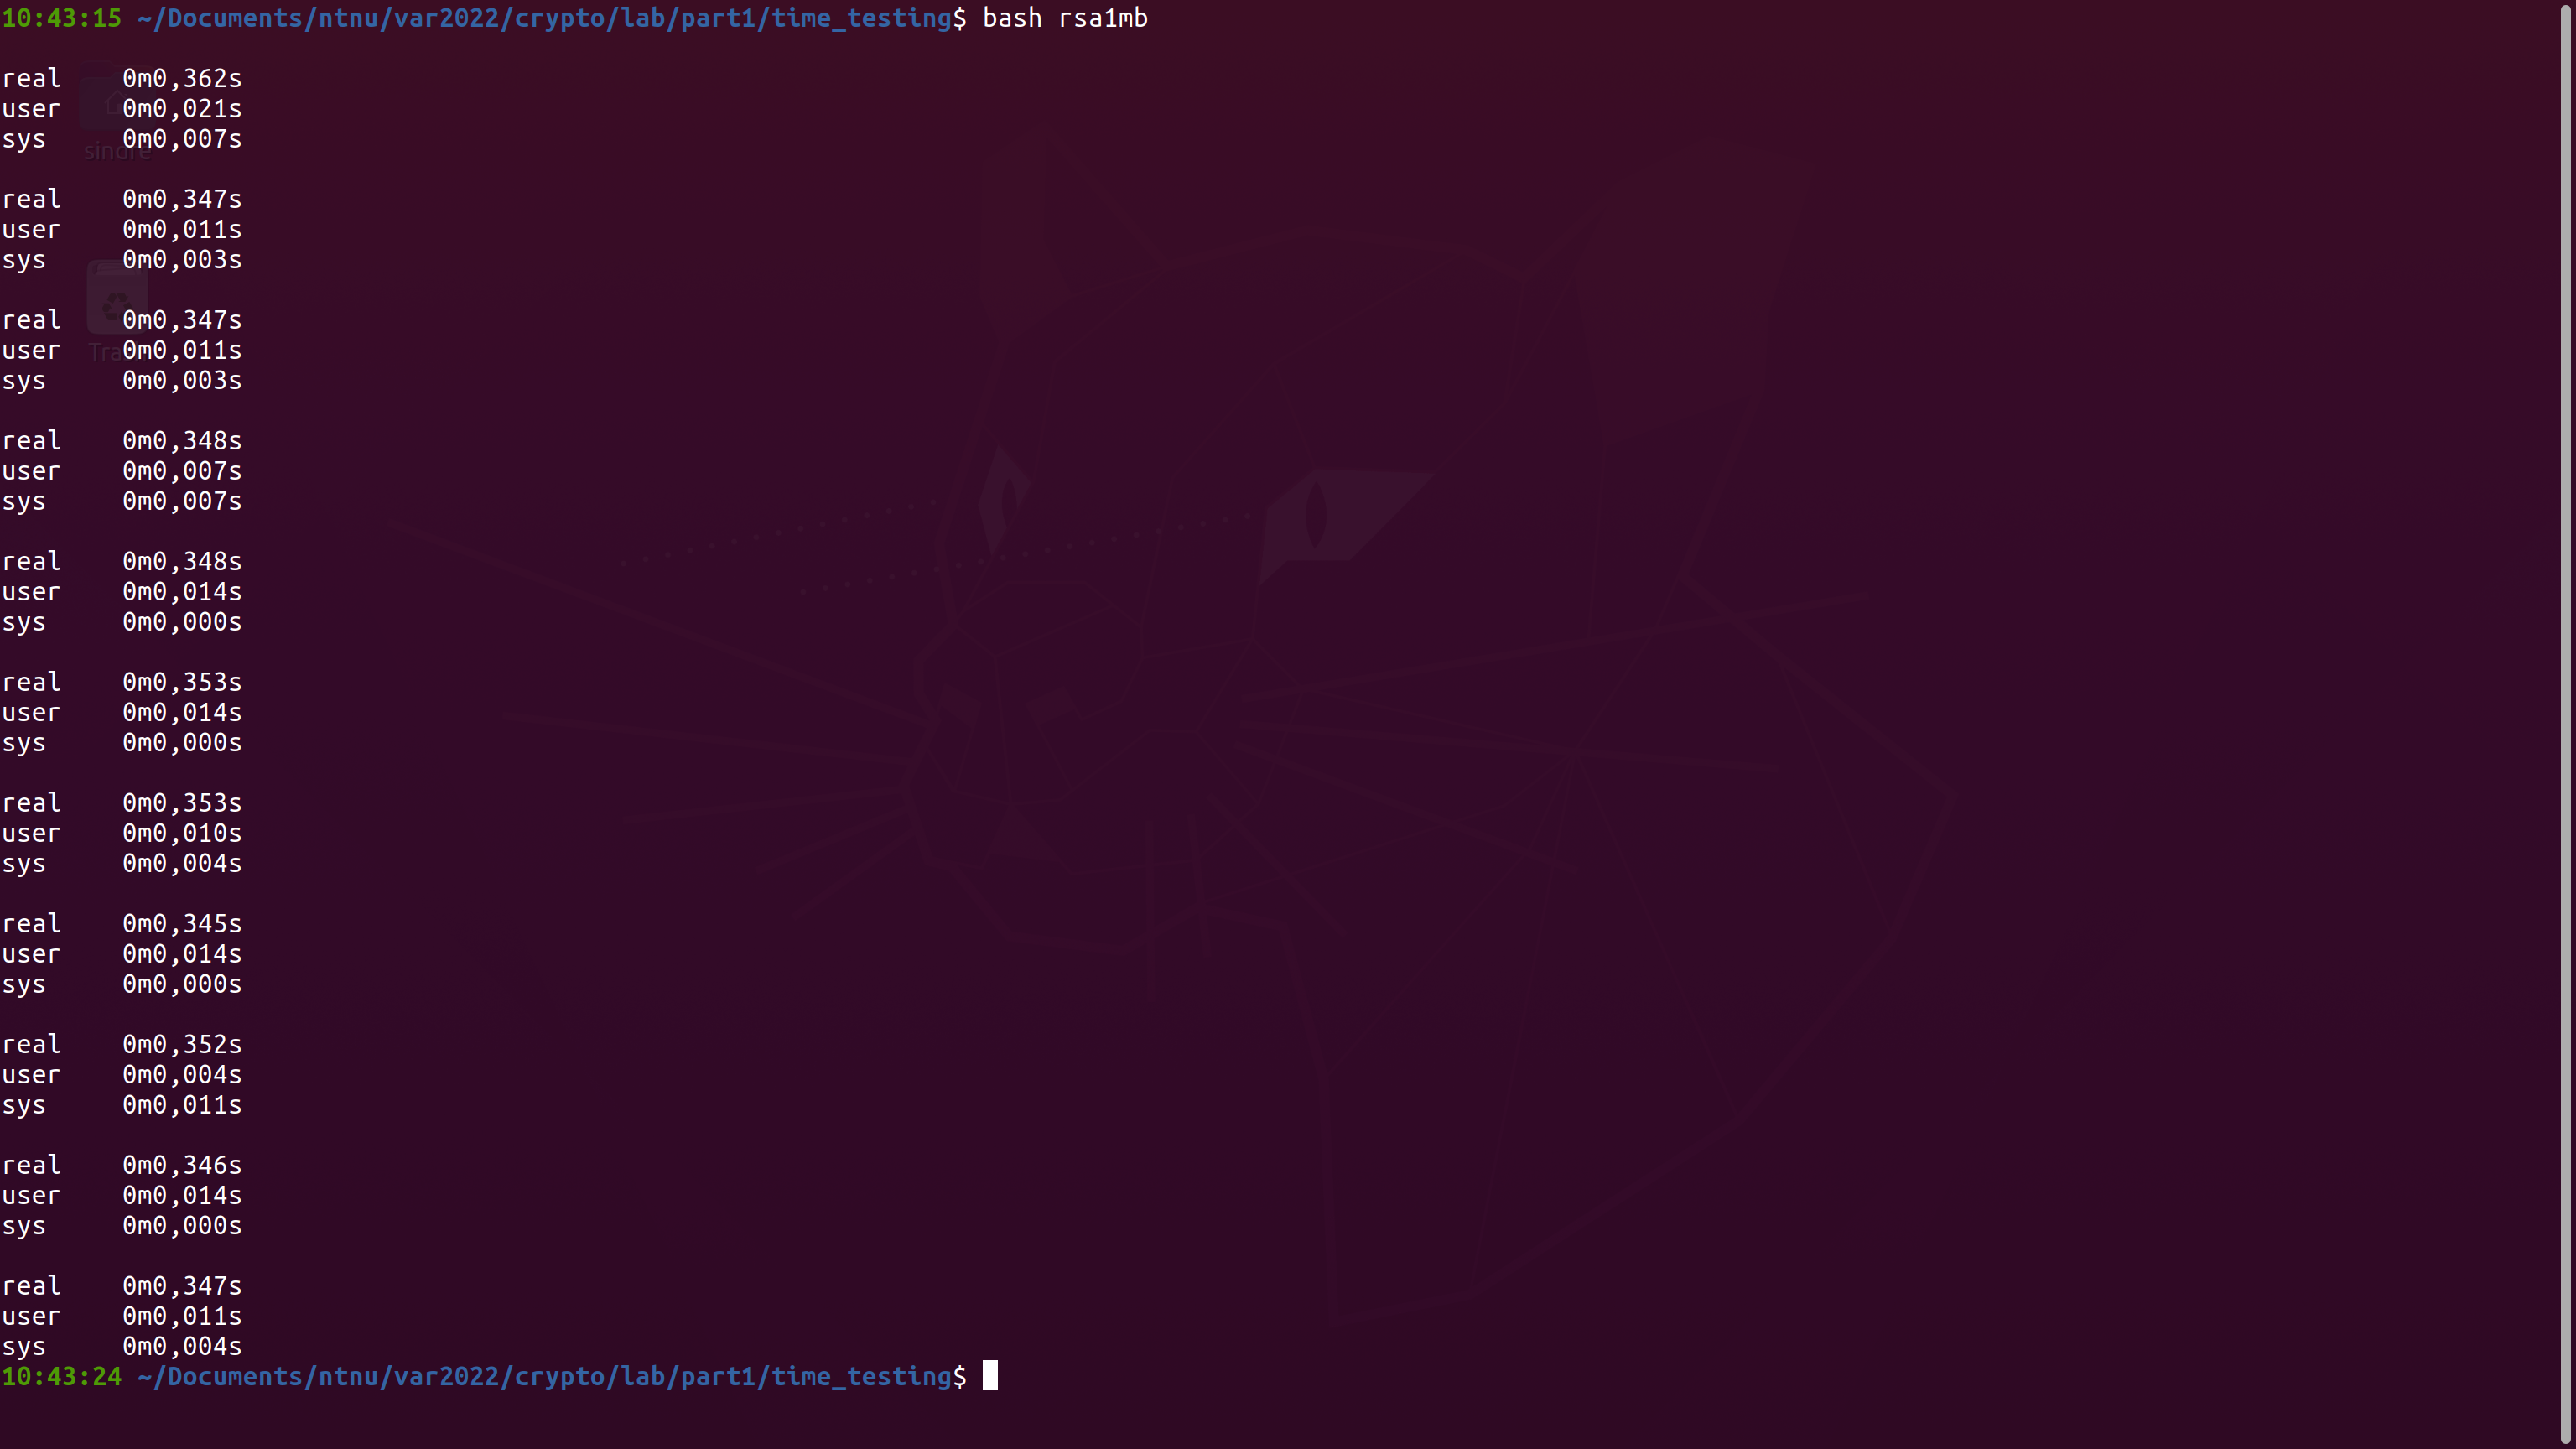 10:43:15 ~/Documents/ntnu/var2022/crypto/lab/part1/time_testing$ bash rsa1mb
real 0m0,362s
user 0m0,021s
sys 0m0,007s
sindre
real 0m0,347s
user 0m0,011s
sys 0m0,003s
real 0m0,347s
user 0m0,011s
sys 0m0,003s
real 0m0,348s
user 0m0,007s
sys 0m0,007s
real 0m0,348s
user 0m0,014s
sys 0m0,000s
real 0m0,353s
user 0m0,014s
sys 0m0,000s
real 0m0,353s
user 0m0,010s
sys 0m0,004s
real 0m0,345s
user 0m0,014s
sys 0m0,000s
real 0m0,352s
user 0m0,004s
sys 0m0,011s
real 0m0,346s
user 0m0,014s
sys 0m0,000s
real 0m0,347s
user 0m0,011s
sys 0m0,004s
10:43:24 ~/Documents/ntnu/var2022/crypto/lab/part1/time_testing$